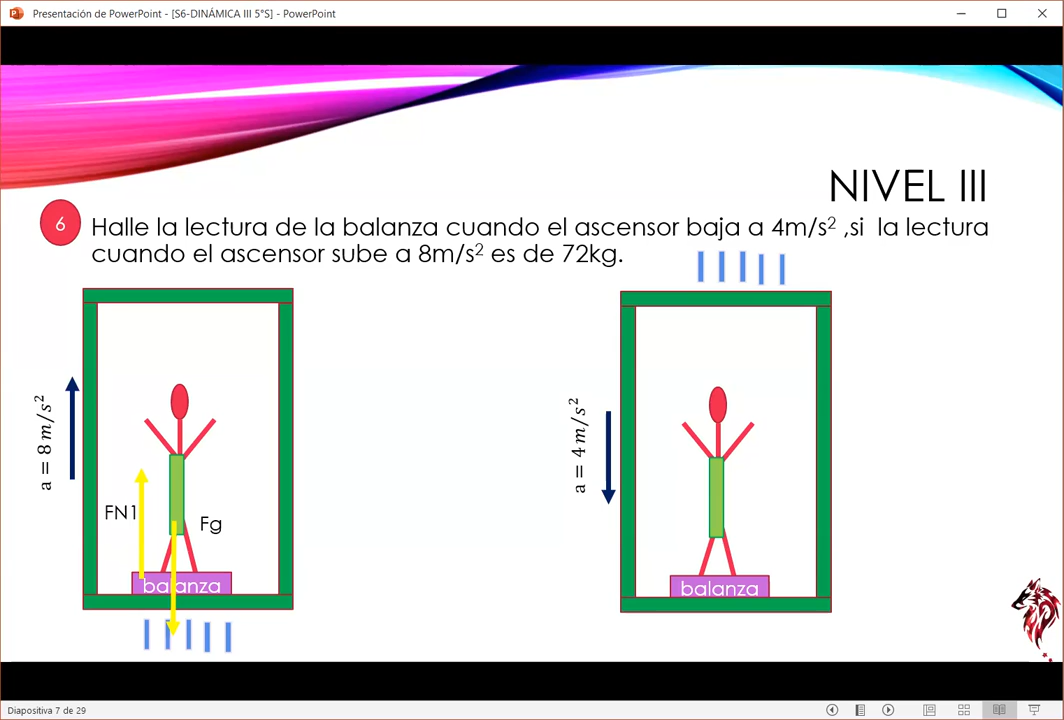 Presentación de PowerPoint - [S6-DINÁMICA III 5°S] - PowerPoint
NIVEL III
6
Halle la lectura de la balanza cuando el ascensor baja a 4m/s² ,si la lectura
cuando el ascensor sube a 8m/s² es de 72kg.
a = 8 m/s²
FN1
Fg
balanza
a = 4 m/s²
balanza
Diapositiva 7 de 29